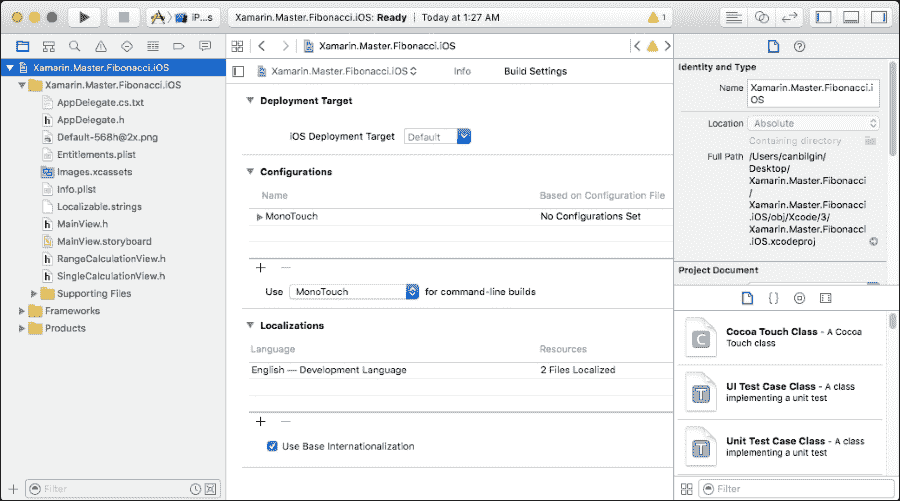 iP...s
Xamarin.Master.Fibonacci.iOS: Ready
Today at 1:27 AM
1
Xamarin.Master.Fibonacci.iOS
Xamarin.Master.Fibonacci.iOS
AppDelegate.cs.txt
AppDelegate.h
Default-568h@2x.png
Entitlements.plist
Images.xcassets
Info.plist
Localizable.strings
MainView.h
MainView.storyboard
RangeCalculationView.h
SingleCalculationView.h
Supporting Files
Frameworks
Products
Filter
Xamarin.Master.Fibonacci.iOS
Xamarin.Master.Fibonacci.iOS
Info
Build Settings
Deployment Target
iOS Deployment Target
Default
Configurations
Name
Based on Configuration File
MonoTouch
No Configurations Set
Use
MonoTouch
for command-line builds
Localizations
Language
Resources
English — Development Language
2 Files Localized
Use Base Internationalization
Identity and Type
Name
Xamarin.Master.Fibonacci.i
OS
Location
Absolute
Containing directory
Full Path
/Users/canbilgin/
Desktop/
Xamarin.Master.Fibonacci
/
Xamarin.Master.Fibonacci
.iOS/obj/Xcode/3/
Xamarin.Master.Fibonacci
.iOS.xcodeproj
Project Document
Cocoa Touch Class - A Cocoa
Touch class
UI Test Case Class - A class
implementing a unit test
Unit Test Case Class - A class
implementing a unit test
Filter